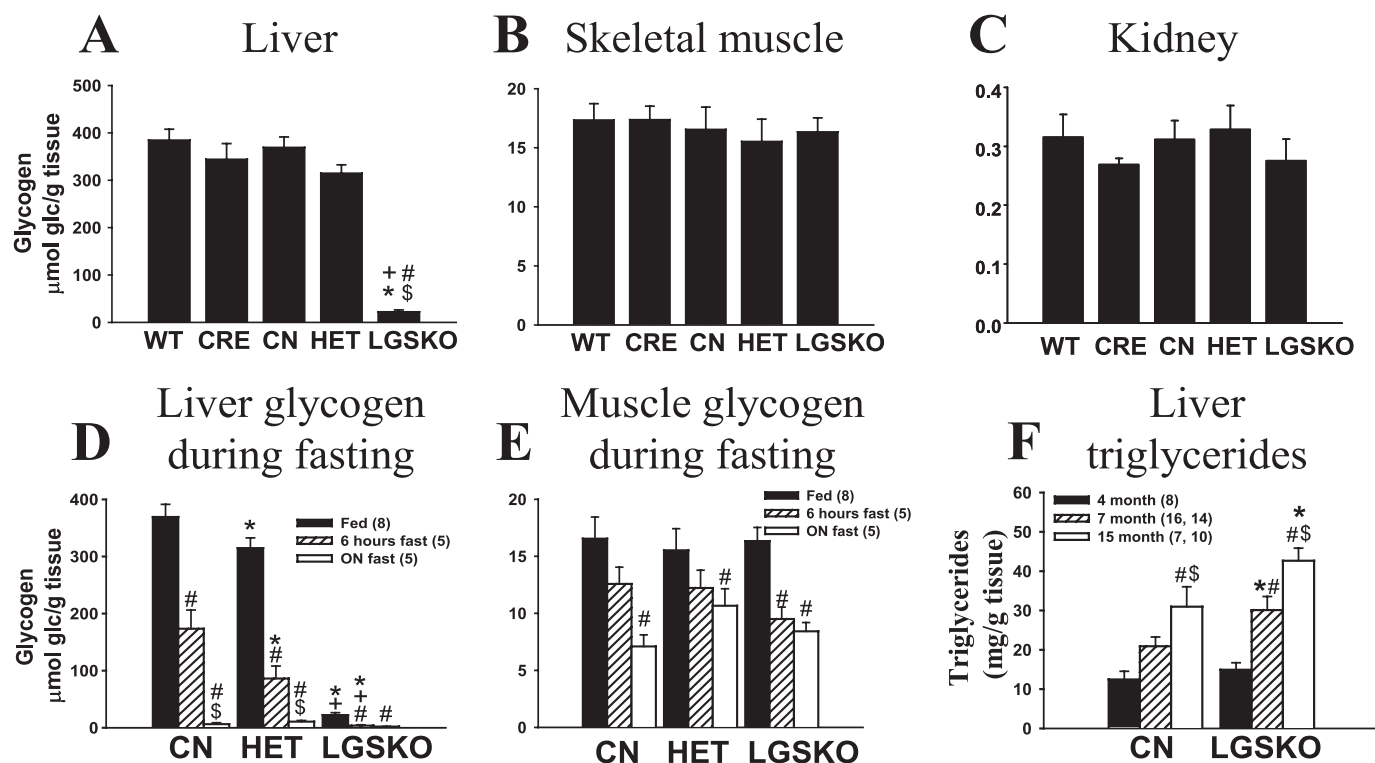 A Liver
Glycogen
µmol glc/g tissue
500
400
300
200
100
0
+ #
* $
WT CRE CN HET LGSKO
B Skeletal muscle
20
15
10
5
0
WT CRE CN HET LGSKO
C Kidney
0.4
0.3
0.2
0.1
0.0
WT CRE CN HET LGSKO
D Liver glycogen
during fasting
Glycogen
µmol glc/g tissue
400
300
200
100
0
Fed (8)
6 hours fast (5)
ON fast (5)
#
#
$
*
*
#
#
$
*
+
*
+
#
#
CN HET LGSKO
E Muscle glycogen
during fasting
20
15
10
5
0
Fed (8)
6 hours fast (5)
ON fast (5)
#
#
#
#
CN HET LGSKO
F Liver
triglycerides
Triglycerides
(mg/g tissue)
60
50
40
30
20
10
0
4 month (8)
7 month (16, 14)
15 month (7, 10)
#$
*#
*
#$
CN LGSKO